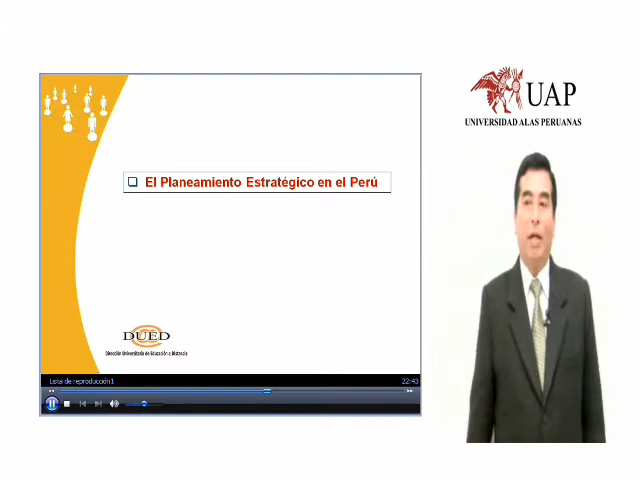 UAP
UNIVERSIDAD ALAS PERUANAS
El Planeamiento Estratégico en el Perú
DUED
Dirección Universitaria de Educación a Distancia
Lista de reproducción1
22:43